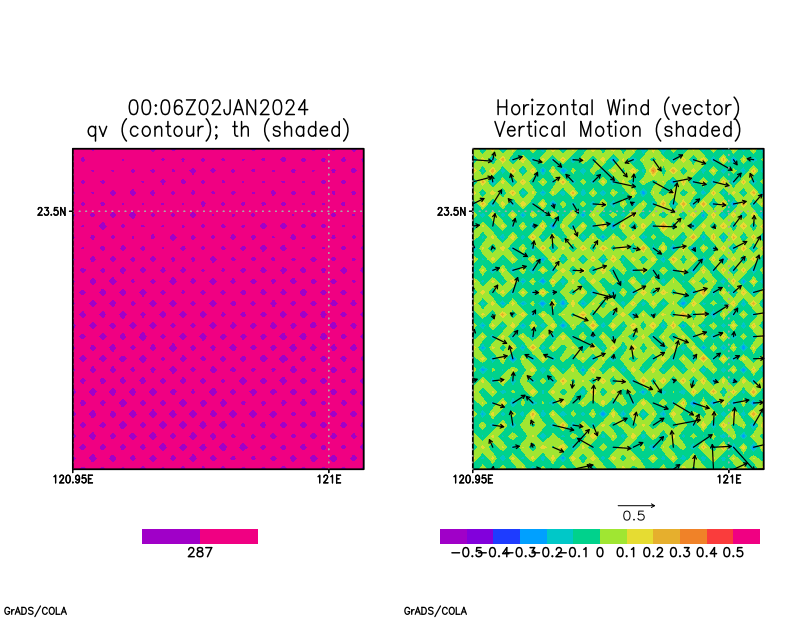 00:06Z02JAN2024
qv (contour); th (shaded)
23.5N
120.95E
121E
287
GrADS/COLA
Horizontal Wind (vector)
Vertical Motion (shaded)
23.5N
120.95E
121E
0.5
-0.5 -0.4 -0.3 -0.2 -0.1 0 0.1 0.2 0.3 0.4 0.5
GrADS/COLA